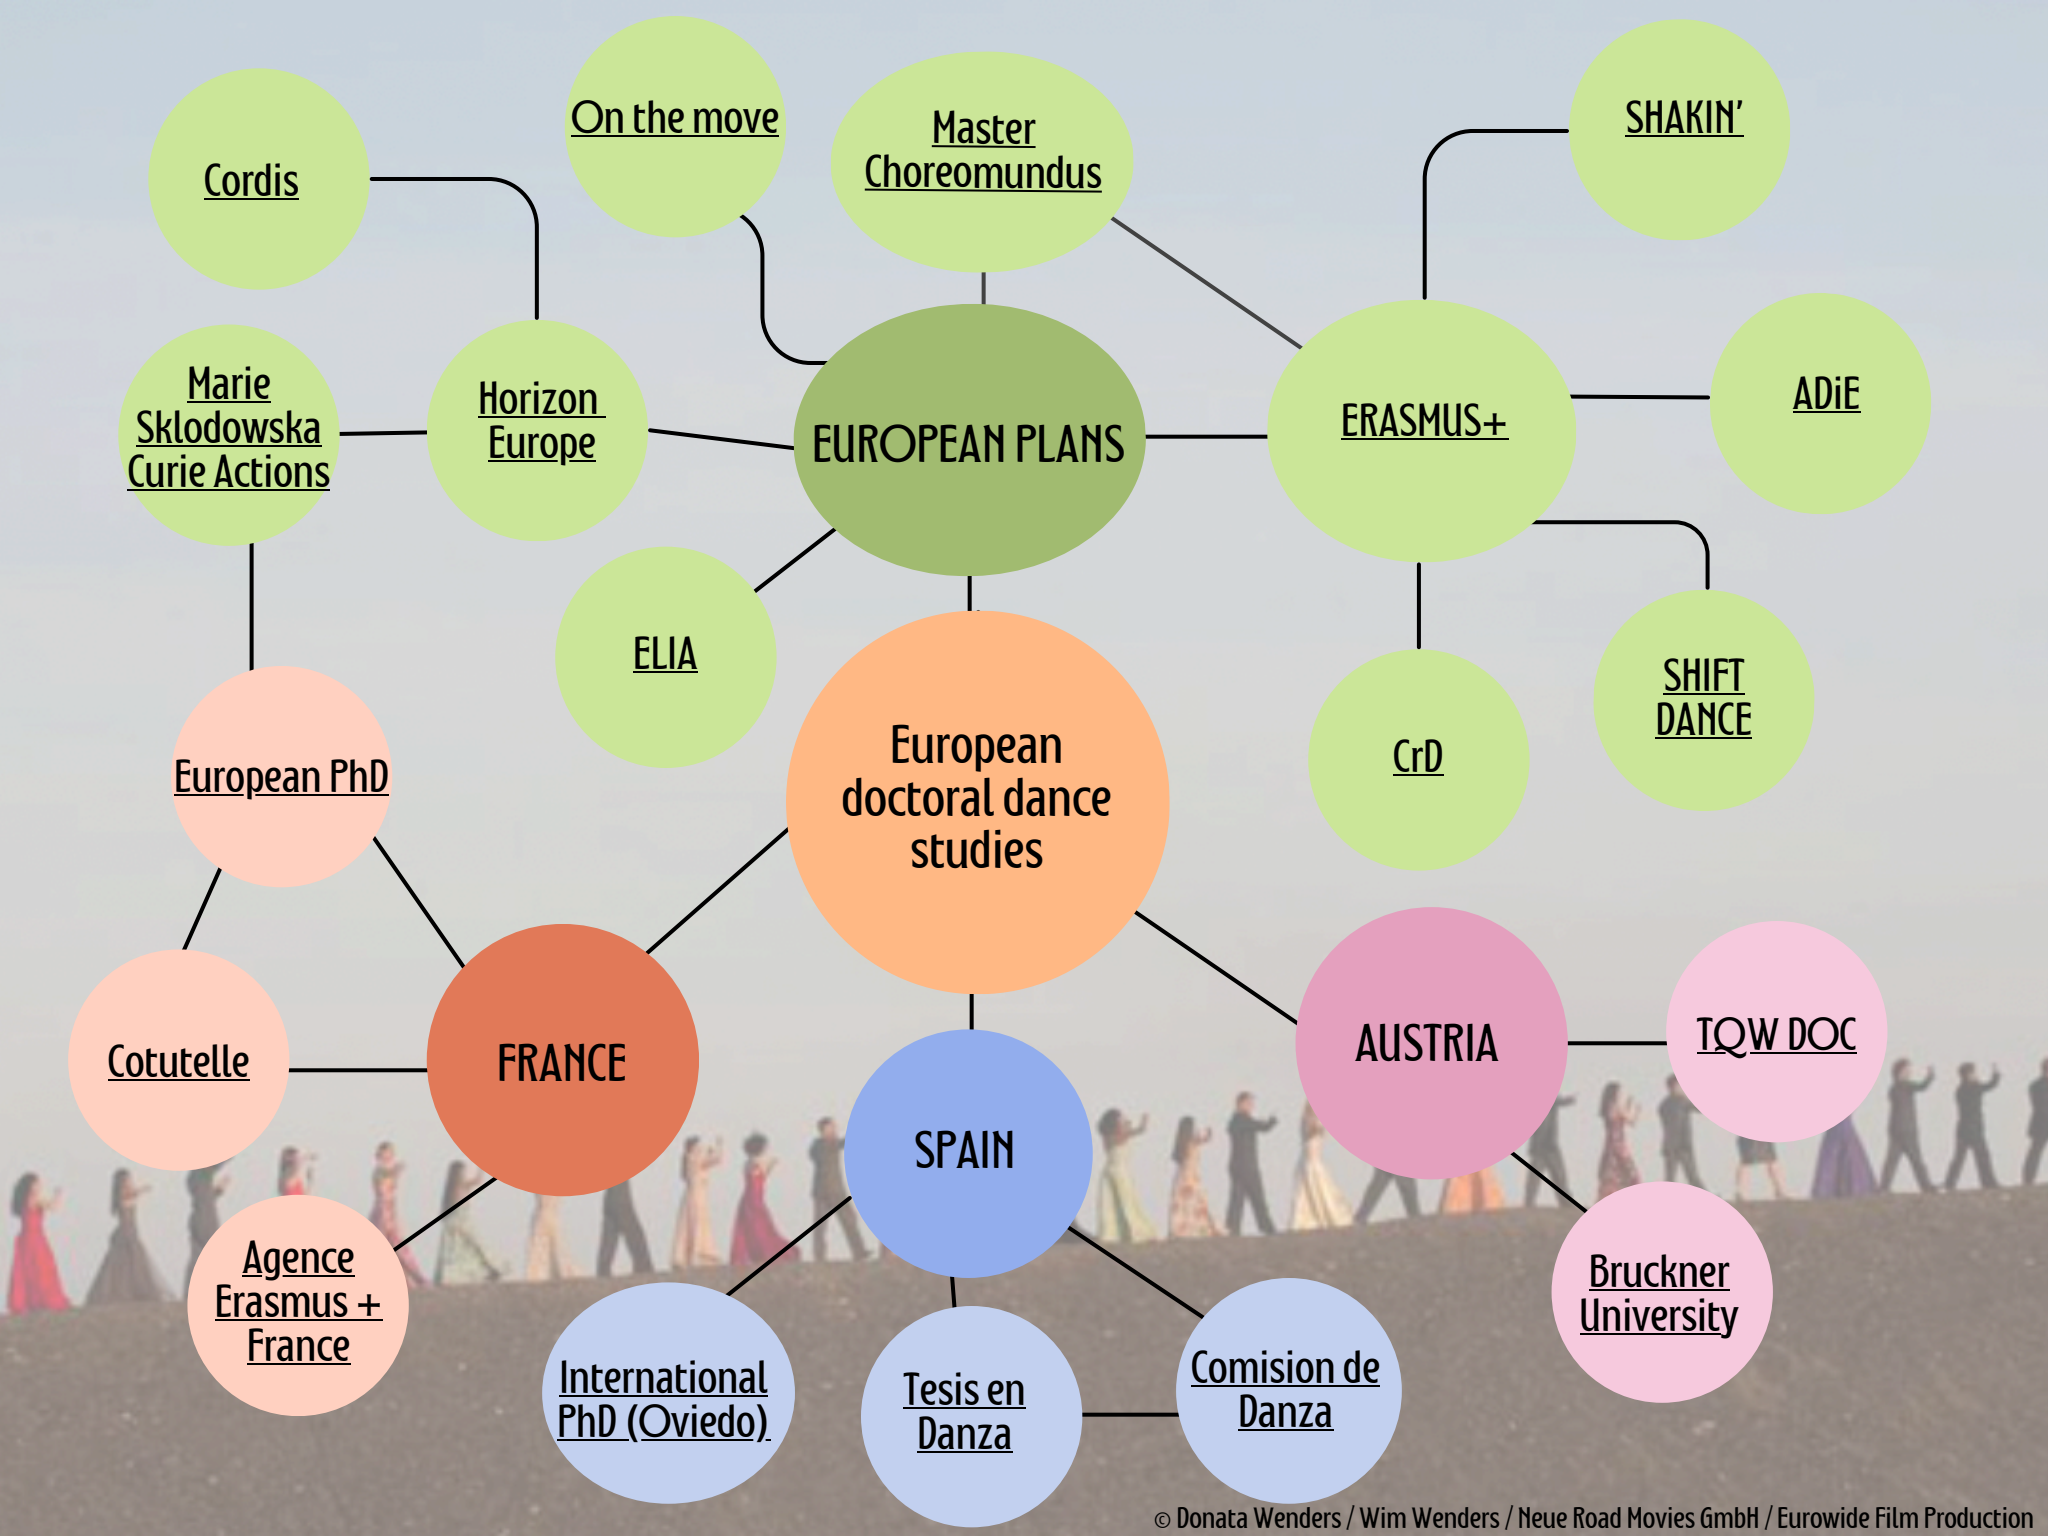 On the move
Master
Choreomundus
SHAKIN'
Cordis
Marie
Sklodowska
Curie Actions
Horizon
Europe
EUROPEAN PLANS
ERASMUS+
ADiE
ELIA
SHIFT
DANCE
CrD
European PhD
European
doctoral dance
studies
Cotutelle
FRANCE
SPAIN
AUSTRIA
TQW DOC
Agence
Erasmus +
France
International
PhD (Oviedo)
Tesis en
Danza
Comision de
Danza
Bruckner
University
© Donata Wenders / Wim Wenders / Neue Road Movies GmbH / Eurowide Film Production